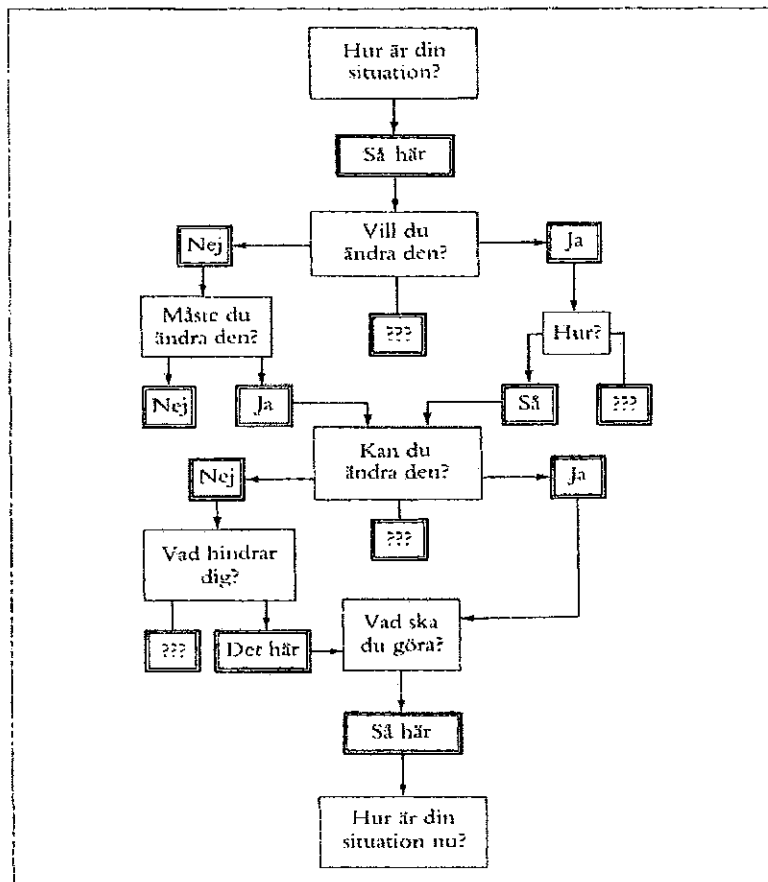 Hur är din
situation?
Så här
Vill du
ändra den?
Nej
Ja
Måste du
ändra den?
???
Hur?
Nej
Ja
Så
???
Kan du
ändra den?
Nej
Ja
???
Vad hindrar
dig?
Vad ska
du göra?
???
Det här
Så här
Hur är din
situation nu?